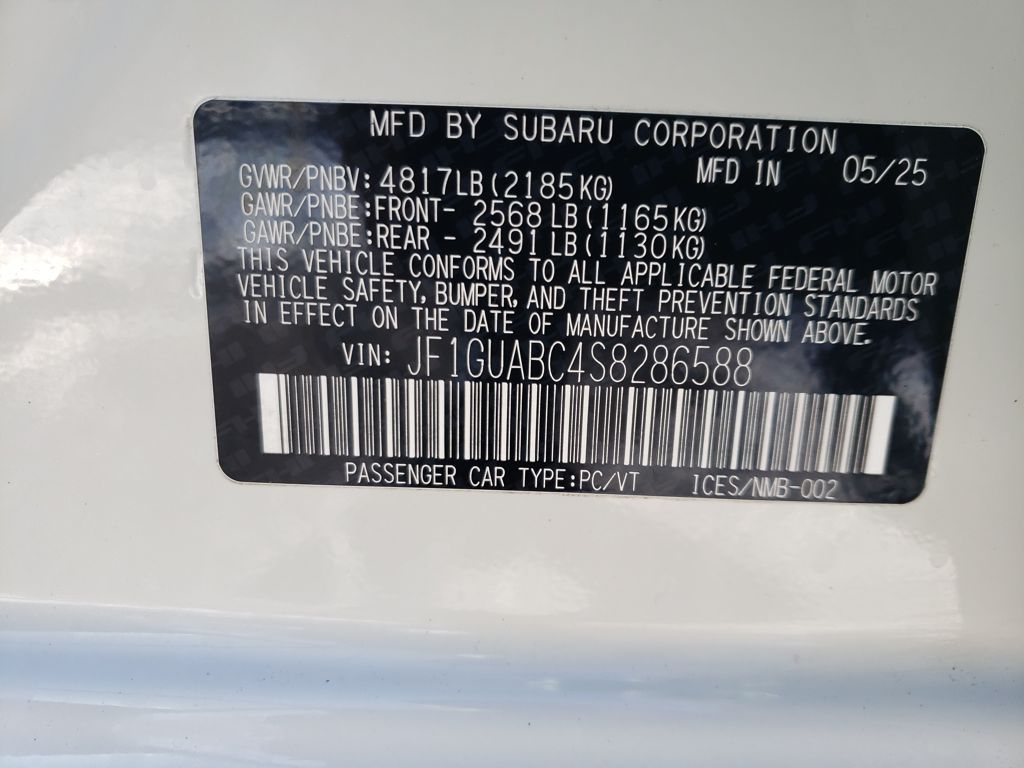 MFD BY SUBARU CORPORATION
MFD IN 05/25
GVWR/PNBV: 4817LB(2185KG)
GAWR/PNBE:FRONT- 2568LB(1165KG)
GAWR/PNBE:REAR - 2491LB(1130KG)
THIS VEHICLE CONFORMS TO ALL APPLICABLE FEDERAL MOTOR
VEHICLE SAFETY, BUMPER, AND THEFT PREVENTION STANDARDS
IN EFFECT ON THE DATE OF MANUFACTURE SHOWN ABOVE.
VIN: JF1GUABC4S8286588
PASSENGER CAR TYPE:PC/VT ICES/NMB-002